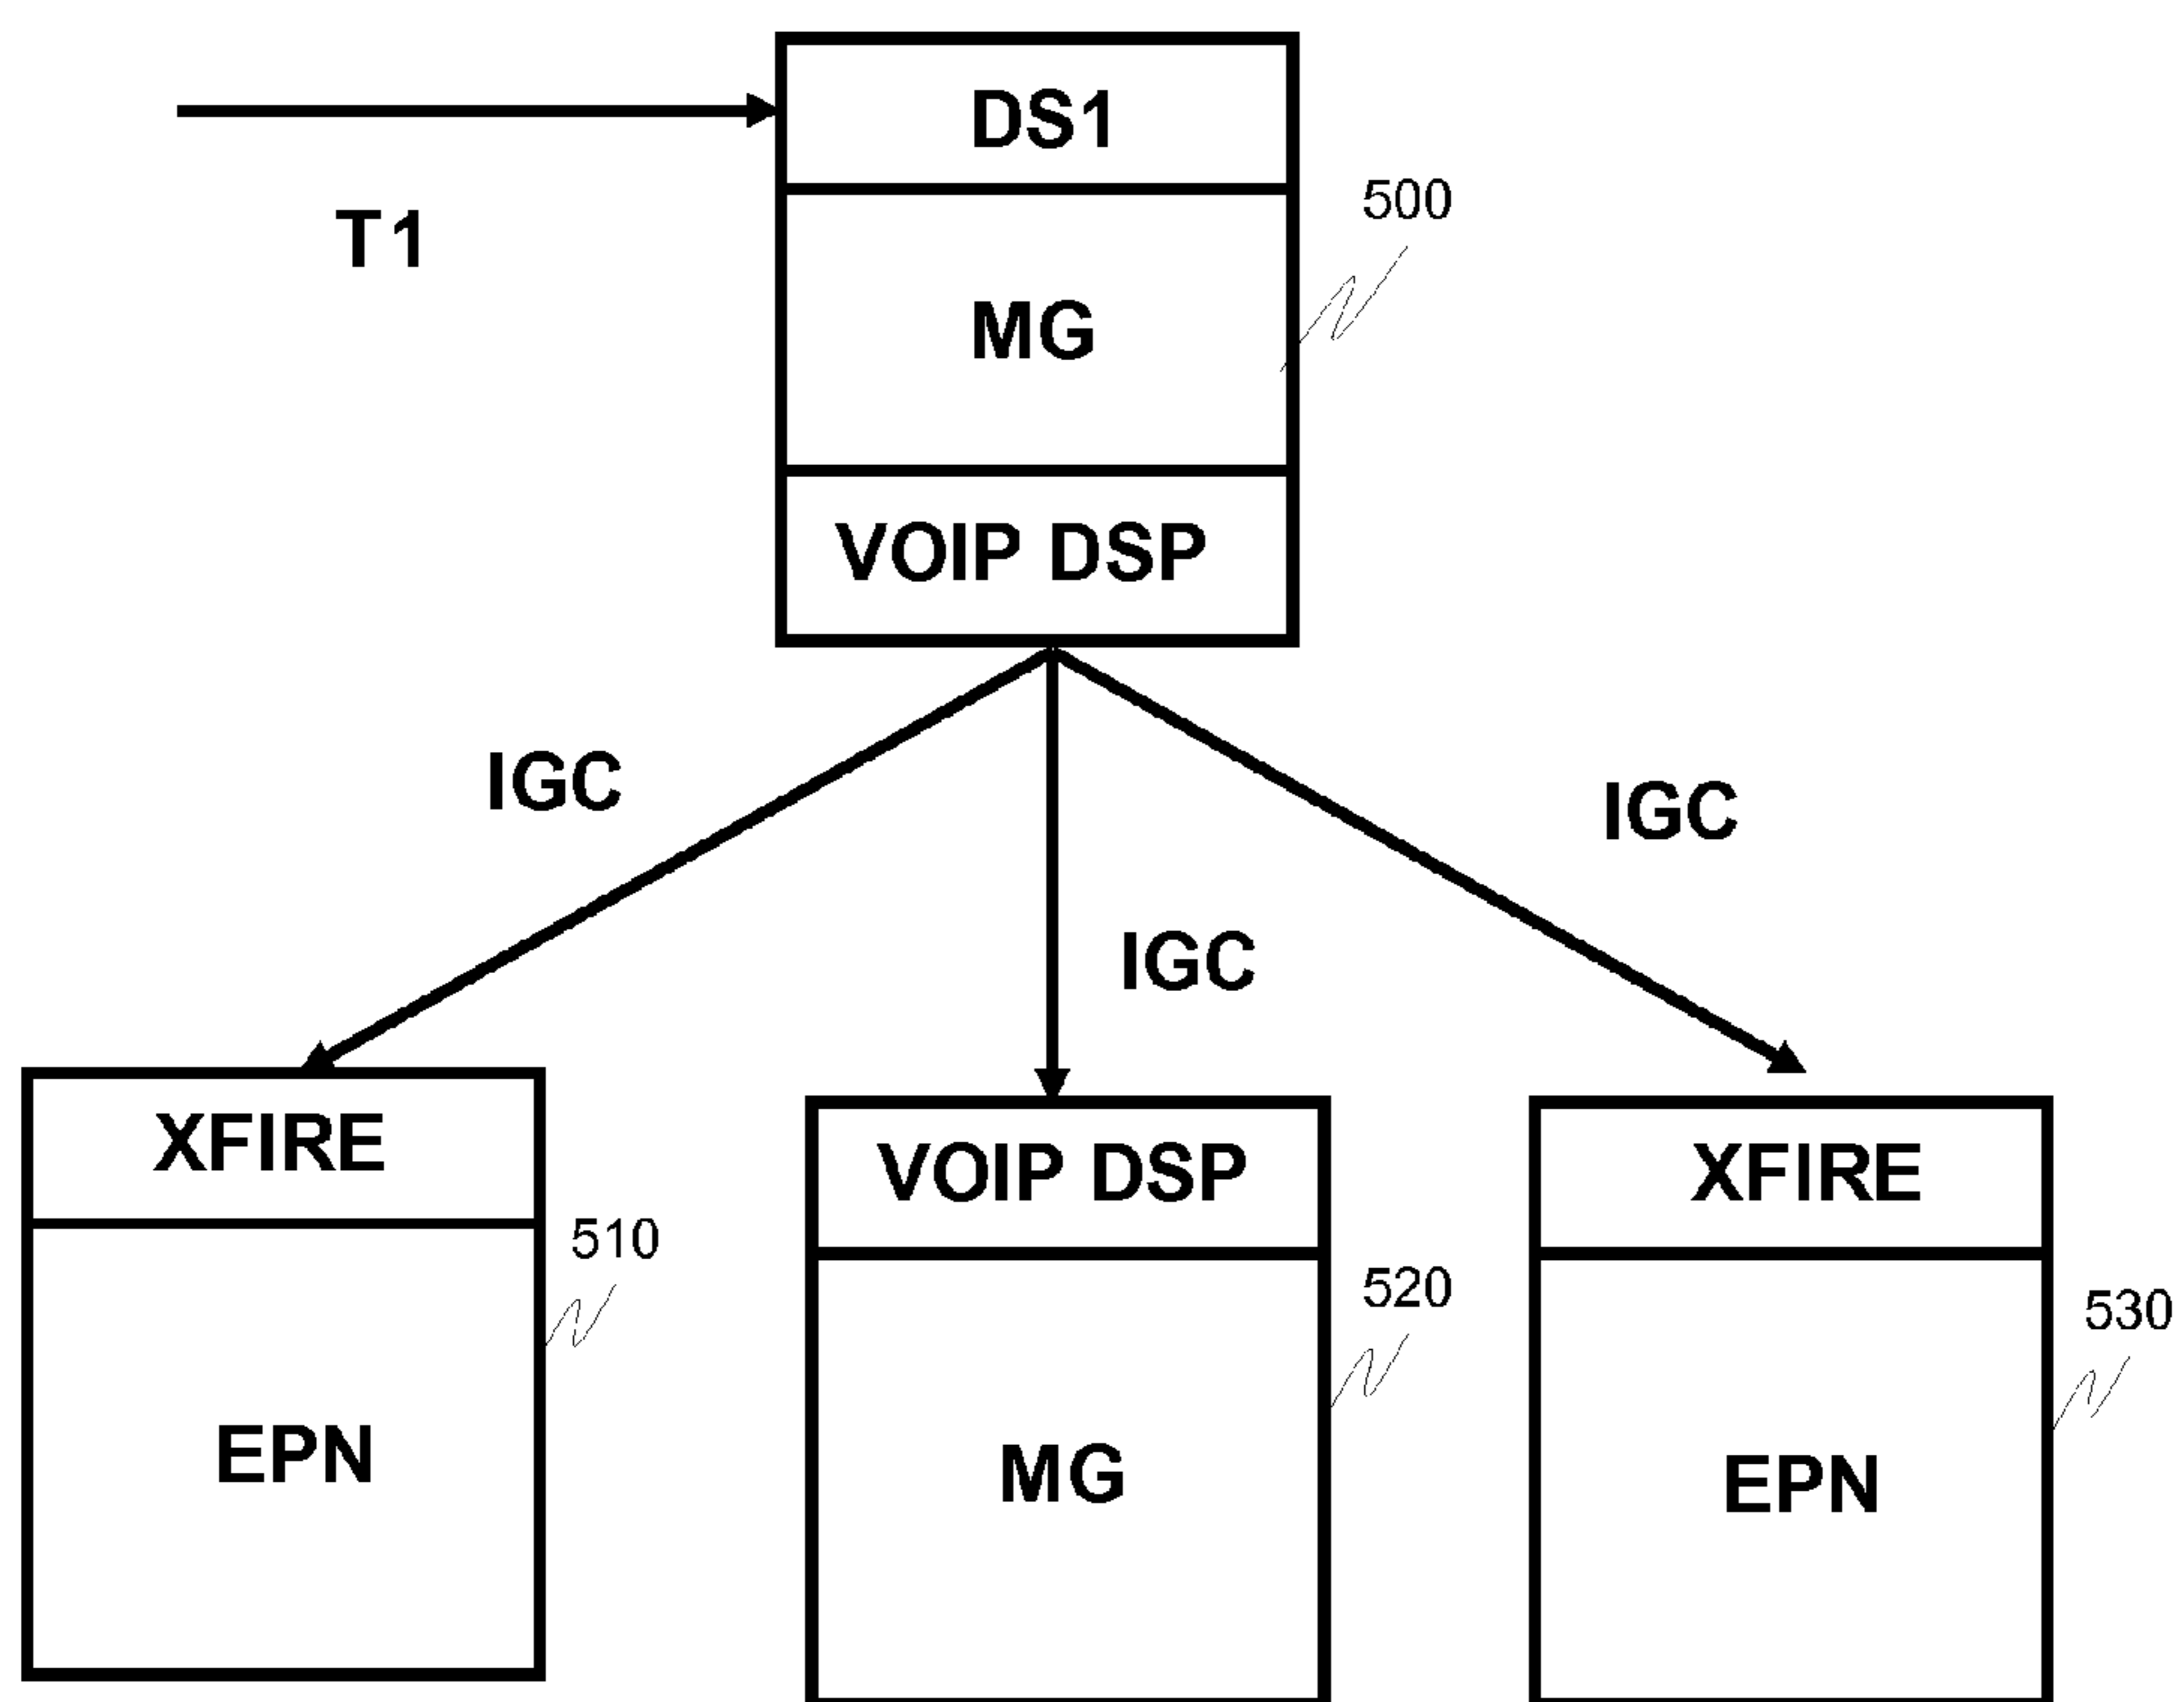 DS1
500
T1
MG
VOIP DSP
IGC
IGC
IGC
XFIRE
VOIP DSP
XFIRE
510
520
530
EPN
MG
EPN